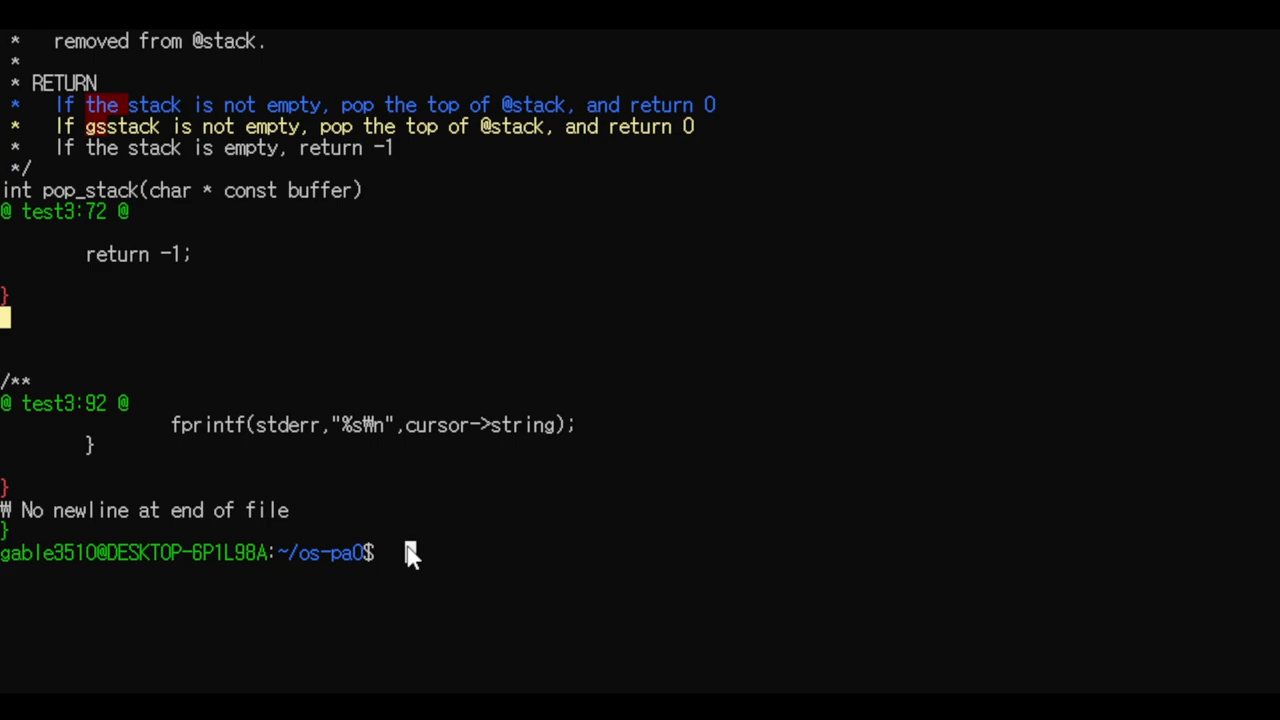 *   removed from @stack.
*
* RETURN
*   If the stack is not empty, pop the top of @stack, and return 0
*   If gsstack is not empty, pop the top of @stack, and return 0
*   If the stack is empty, return -1
*/
int pop_stack(char * const buffer)
@ test3:72 @
return -1;
}
/**
@ test3:92 @
fprintf(stderr,"%s₩n",cursor->string);
}
}
₩ No newline at end of file
}
gable3510@DESKTOP-6P1L98A:~/os-pa0$